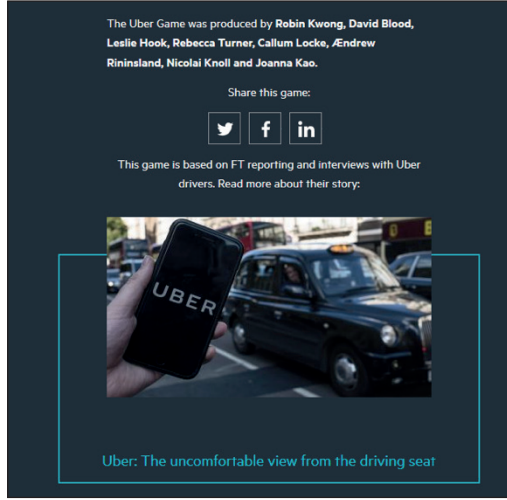 The Uber Game was produced by Robin Kwong, David Blood,
Leslie Hook, Rebecca Turner, Callum Locke, Ændrew
Rininsland, Nicolai Knoll and Joanna Kao.
Share this game:
This game is based on FT reporting and interviews with Uber
drivers. Read more about their story:
UBER
Uber: The uncomfortable view from the driving seat